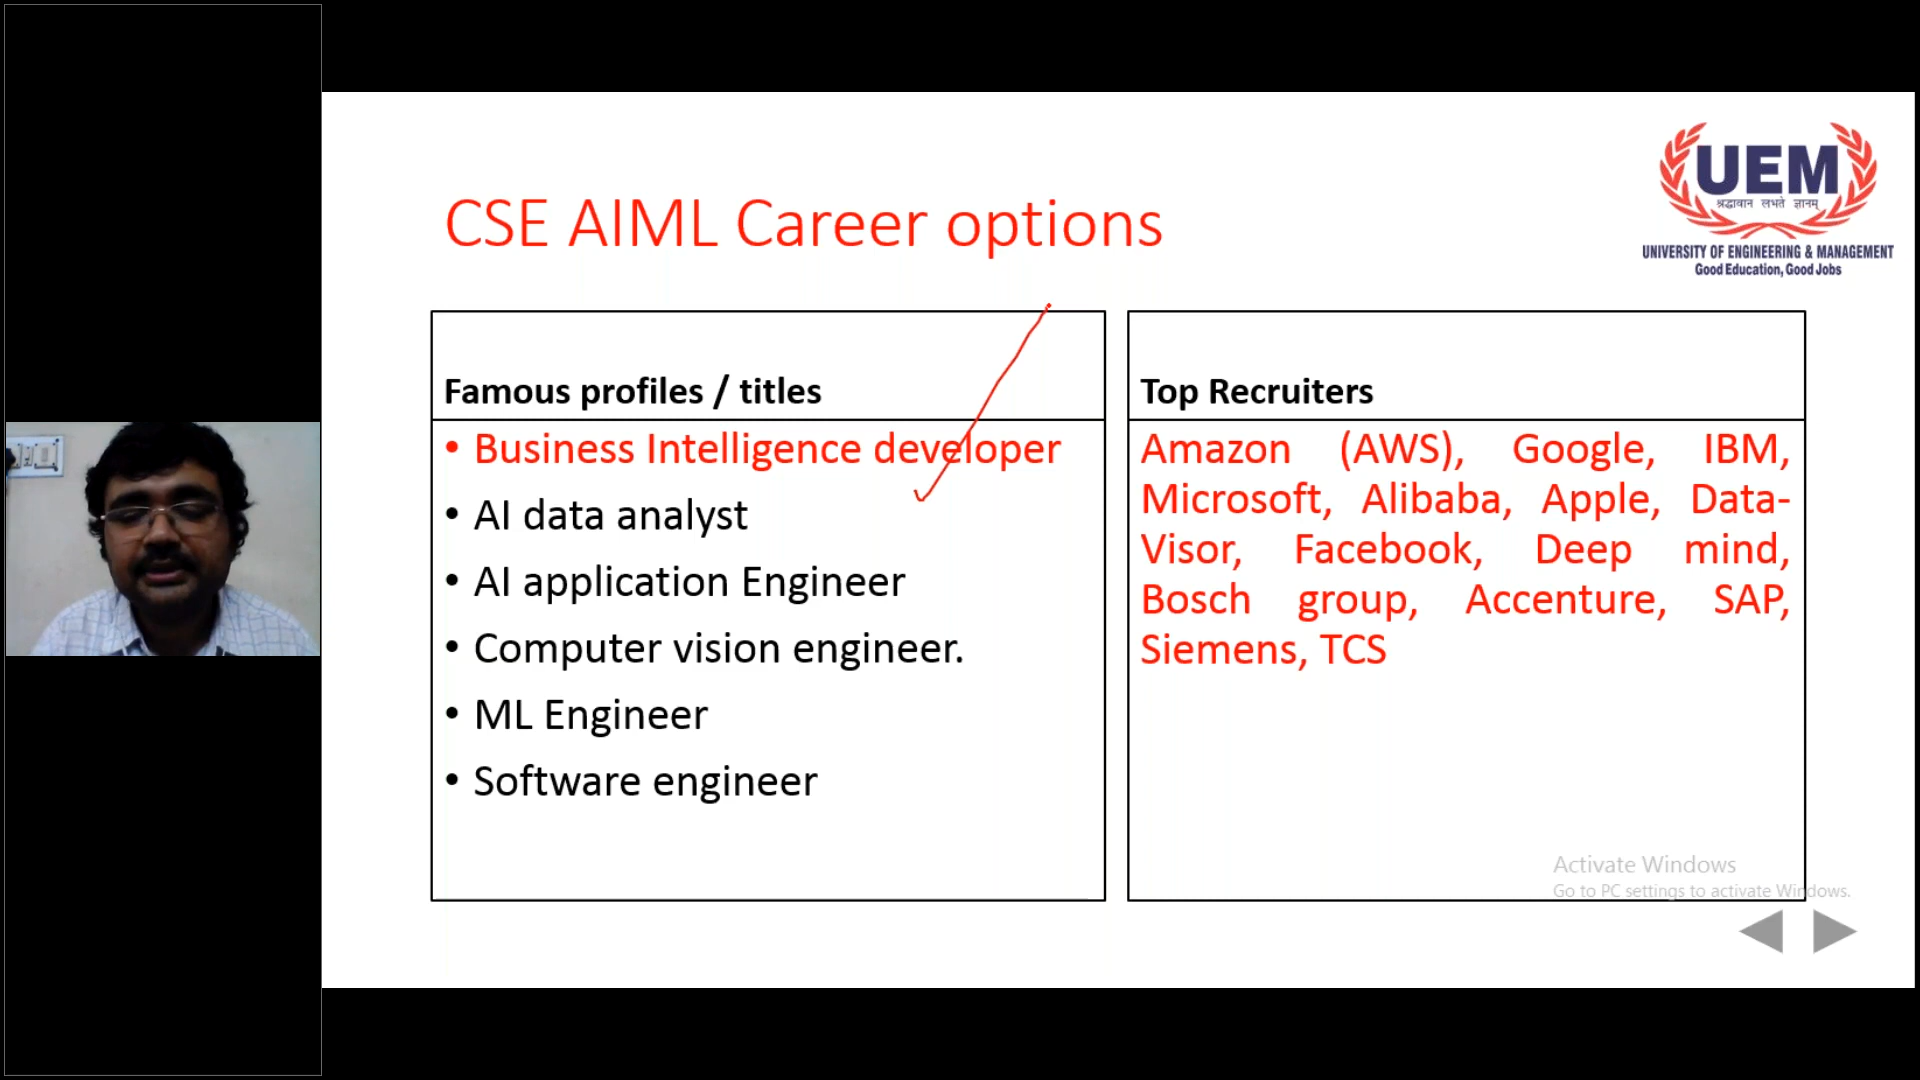 UEM
श्रद्धावान लभते ज्ञानम्
UNIVERSITY OF ENGINEERING & MANAGEMENT
Good Education, Good Jobs
CSE AIML Career options
Famous profiles / titles
• Business Intelligence developer
• AI data analyst
• AI application Engineer
• Computer vision engineer.
• ML Engineer
• Software engineer
Top Recruiters
Amazon (AWS), Google, IBM,
Microsoft, Alibaba, Apple, Data-
Visor, Facebook, Deep mind,
Bosch group, Accenture, SAP,
Siemens, TCS
Activate Windows
Go to PC settings to activate Windows.